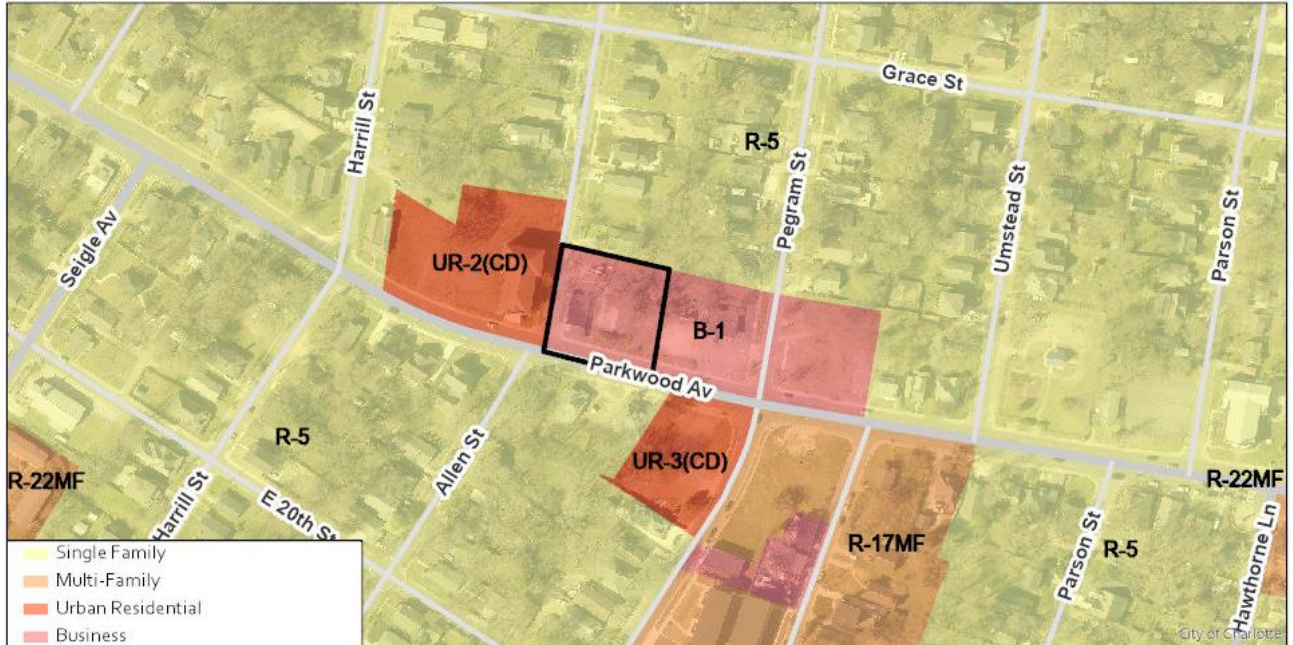 Grace St
Harrill St
R-5
Pegram St
Umstead St
Parson St
Seigle Av
UR-2(CD)
B-1
Parkwood Av
R-5
Allen St
UR-3(CD)
R-22MF
R-22MF
Harrill St
E 20th St
R-17MF
Parson St
R-5
Hawthorne Ln
Single Family
Multi-Family
Urban Residential
Business
City of Charlotte